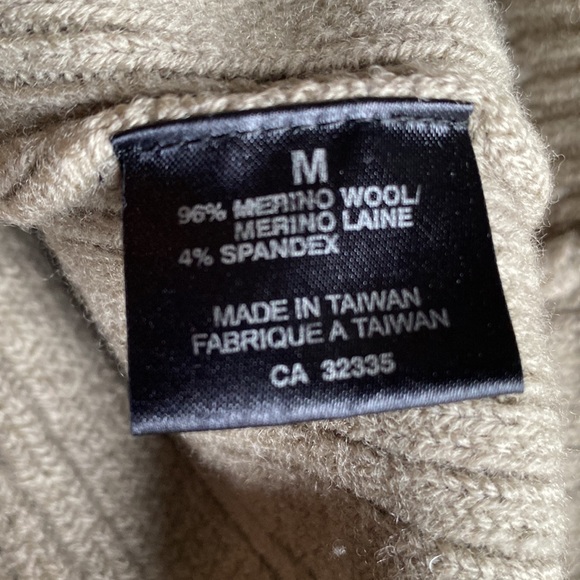 M
96% MERINO WOOL/
MERINO LAINE
4% SPANDEX
MADE IN TAIWAN
FABRIQUE A TAIWAN
CA 32335